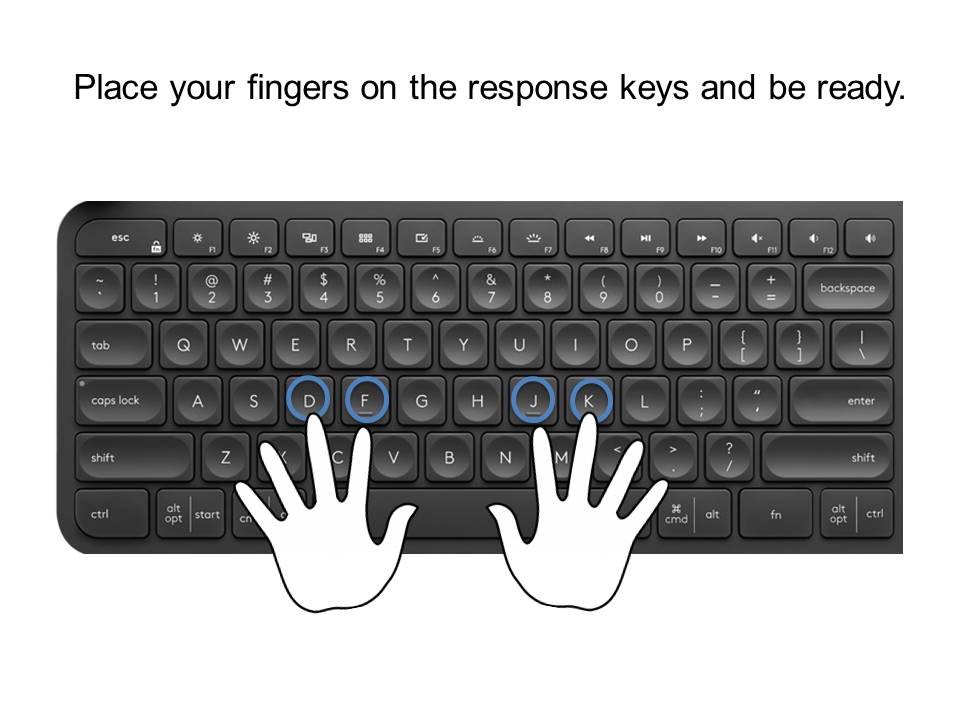 Place your fingers on the response keys and be ready.
esc Fn F1 F2 F3 F4 F5 F6 F7 F8 F9 F10 F11 F12
~ ! @ # $ % ^ & * ( ) _ +
` 1 2 3 4 5 6 7 8 9 0 - = backspace
tab Q W E R T Y U I O P { [ } ] | \
caps lock A S D F G H J K L : ; “ ‘ enter
shift Z C V B N M < > . ? / shift
ctrl alt opt start cn ⌘ cmd alt fn alt opt ctrl